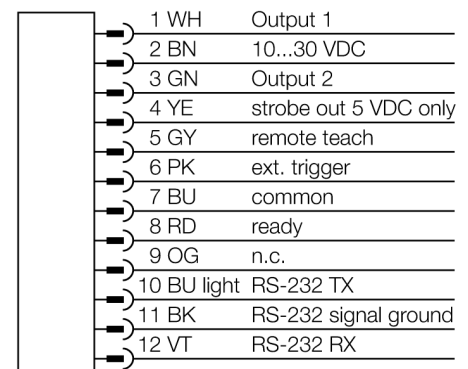 1 WH Output 1
2 BN 10...30 VDC
3 GN Output 2
4 YE strobe out 5 VDC only
5 GY remote teach
6 PK ext. trigger
7 BU common
8 RD ready
9 OG n.c.
10 BU light RS-232 TX
11 BK RS-232 signal ground
12 VT RS-232 RX